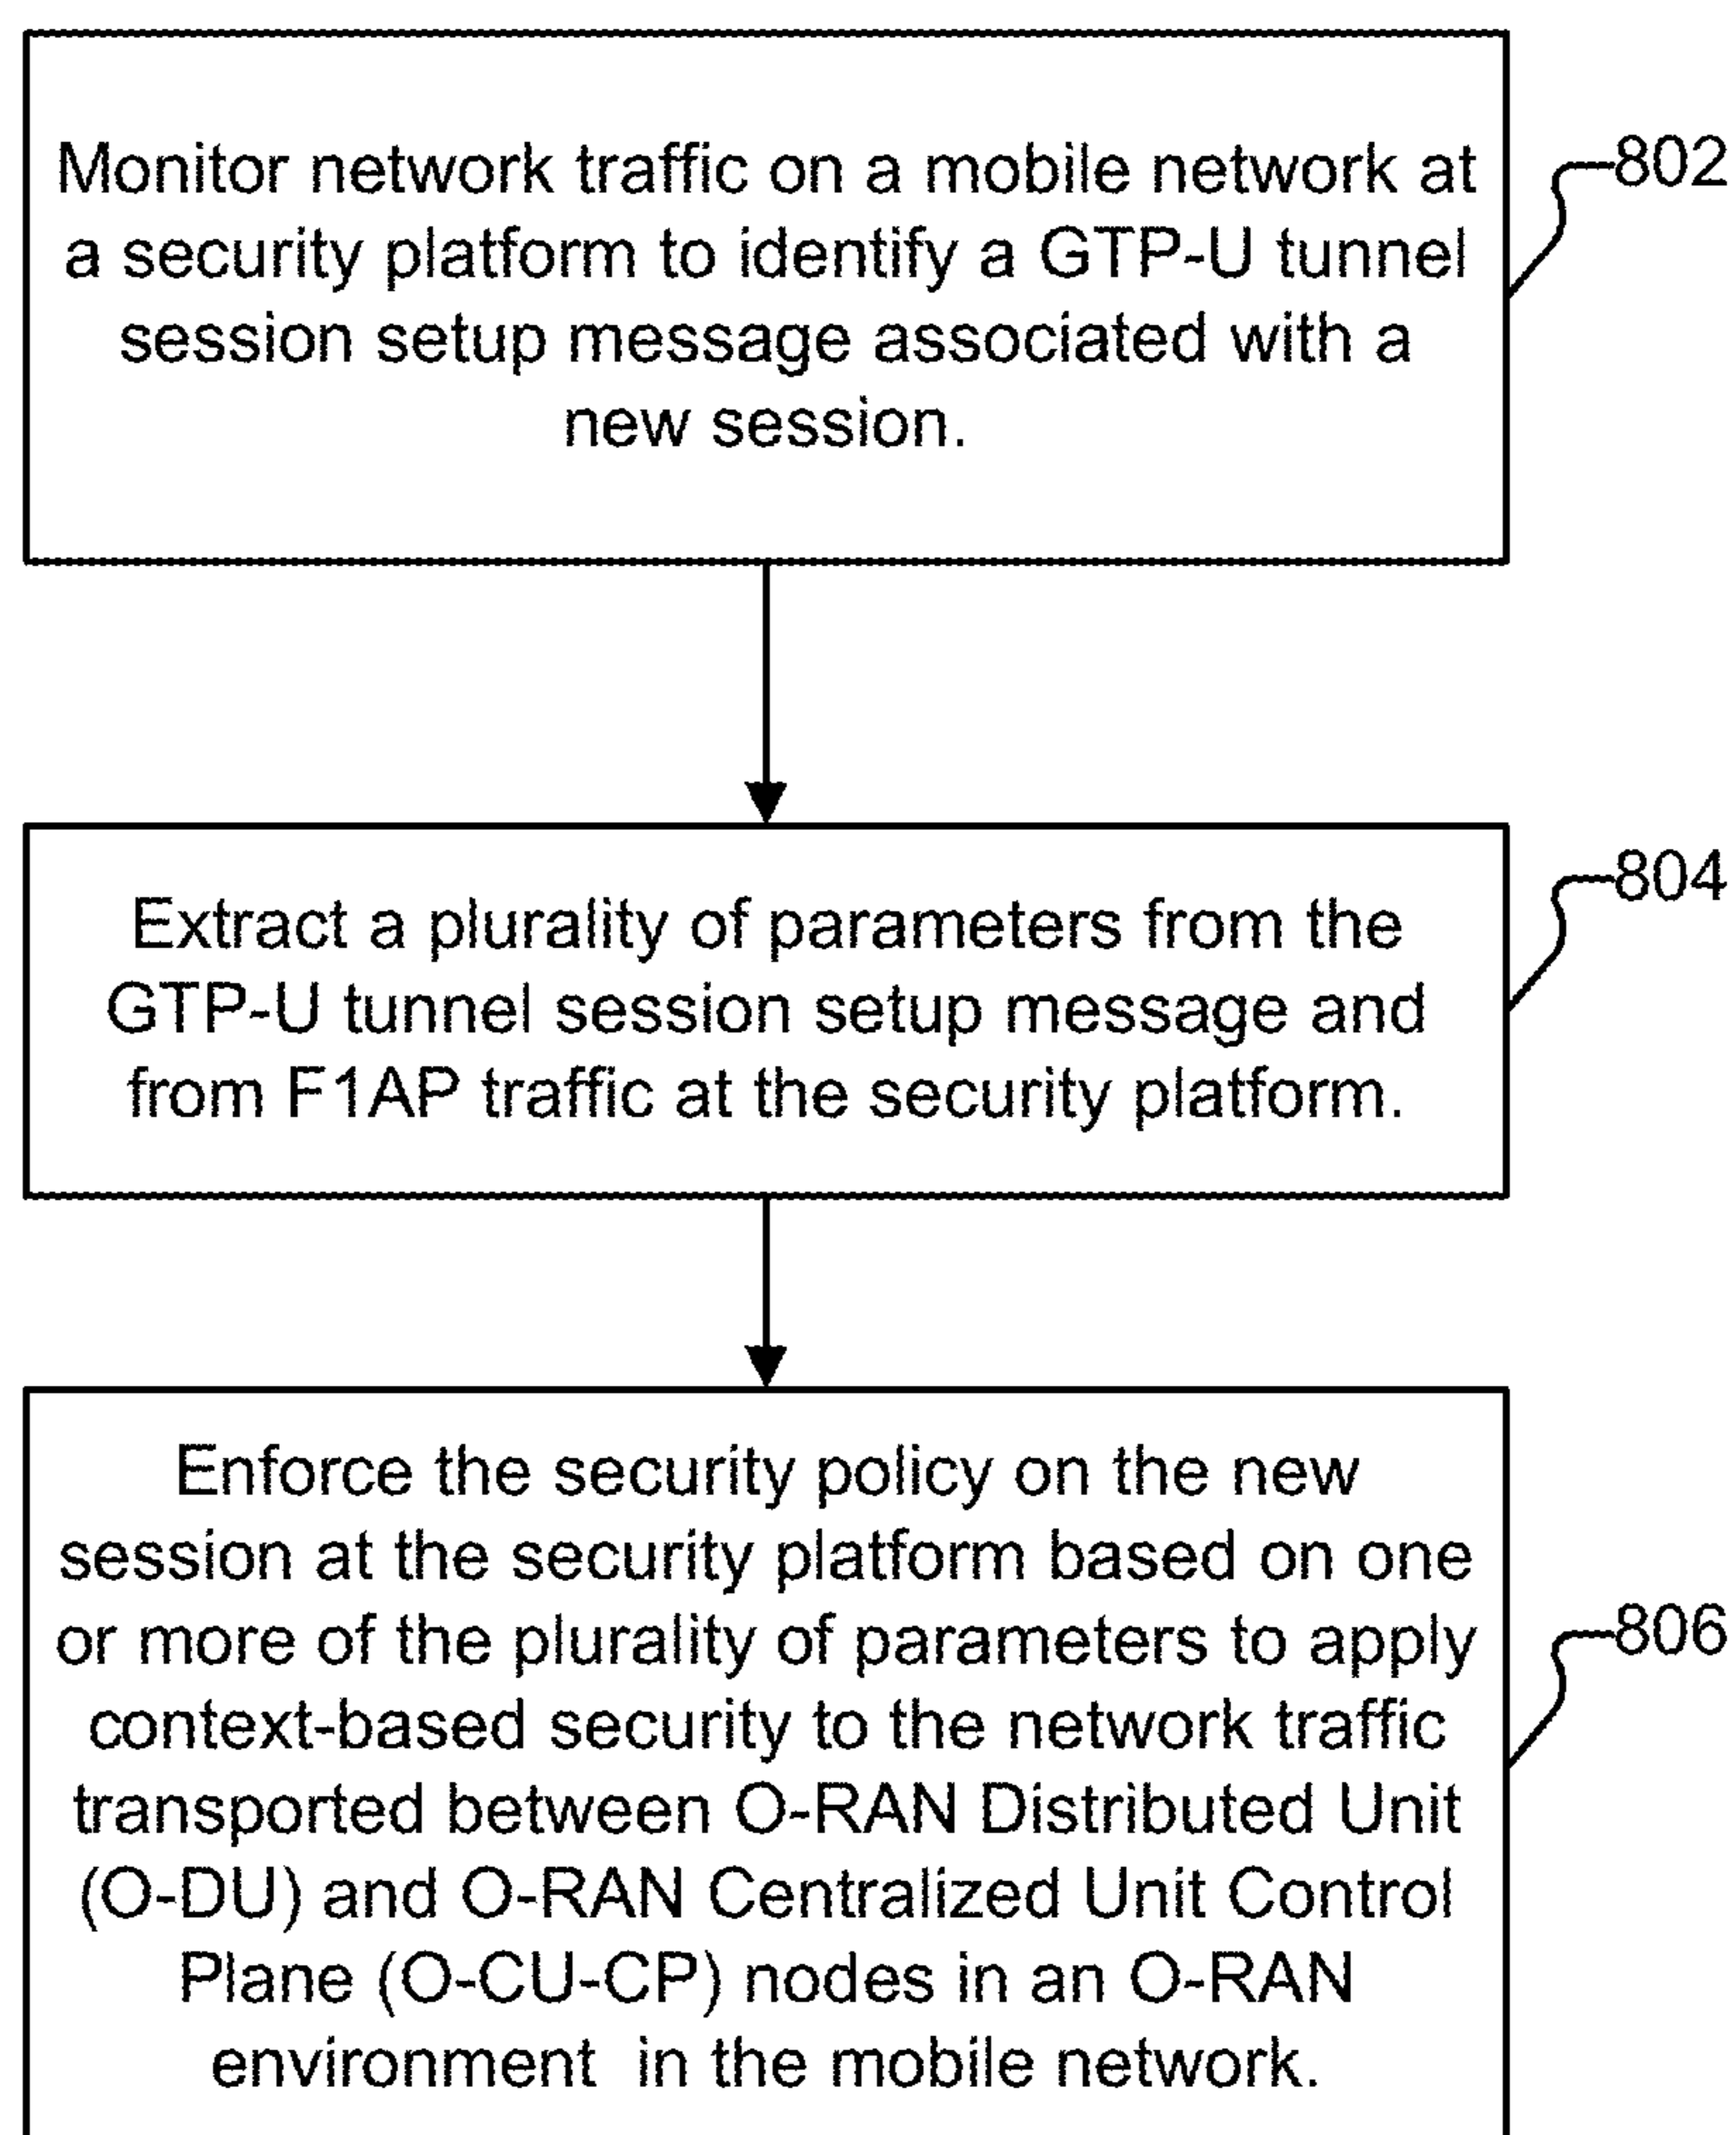 Monitor network traffic on a mobile network at
a security platform to identify a GTP-U tunnel
session setup message associated with a
new session.
802
Extract a plurality of parameters from the
GTP-U tunnel session setup message and
from F1AP traffic at the security platform.
804
Enforce the security policy on the new
session at the security platform based on one
or more of the plurality of parameters to apply
context-based security to the network traffic
transported between O-RAN Distributed Unit
(O-DU) and O-RAN Centralized Unit Control
Plane (O-CU-CP) nodes in an O-RAN
environment in the mobile network.
806